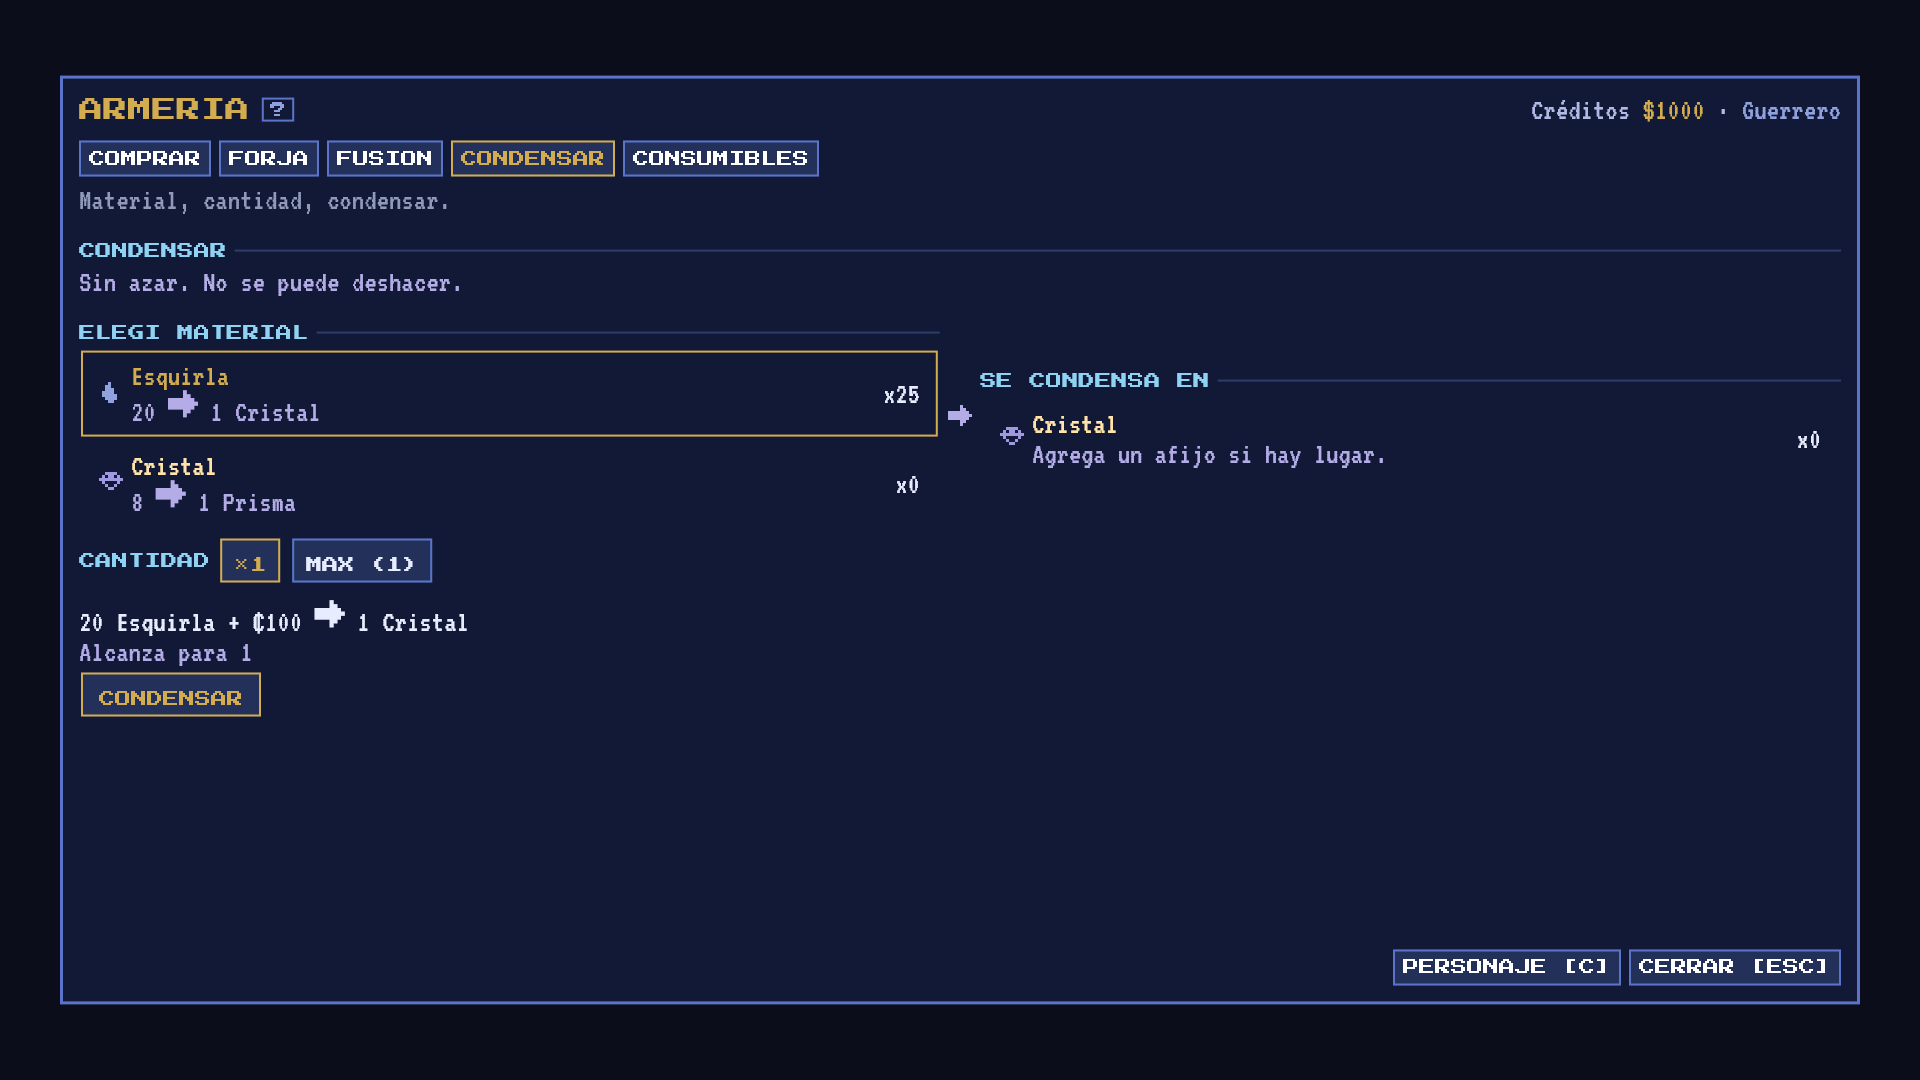 ARMERIA ?
Créditos $1000 · Guerrero
COMPRAR FORJA FUSION CONDENSAR CONSUMIBLES
Material, cantidad, condensar.
CONDENSAR
Sin azar. No se puede deshacer.
ELEGI MATERIAL
Esquirla
20 → 1 Cristal
x25
Cristal
8 → 1 Prisma
x0
SE CONDENSA EN
Cristal
Agrega un afijo si hay lugar.
x0
CANTIDAD ×1 MAX (1)
20 Esquirla + ₡100 → 1 Cristal
Alcanza para 1
CONDENSAR
PERSONAJE [C] CERRAR [ESC]